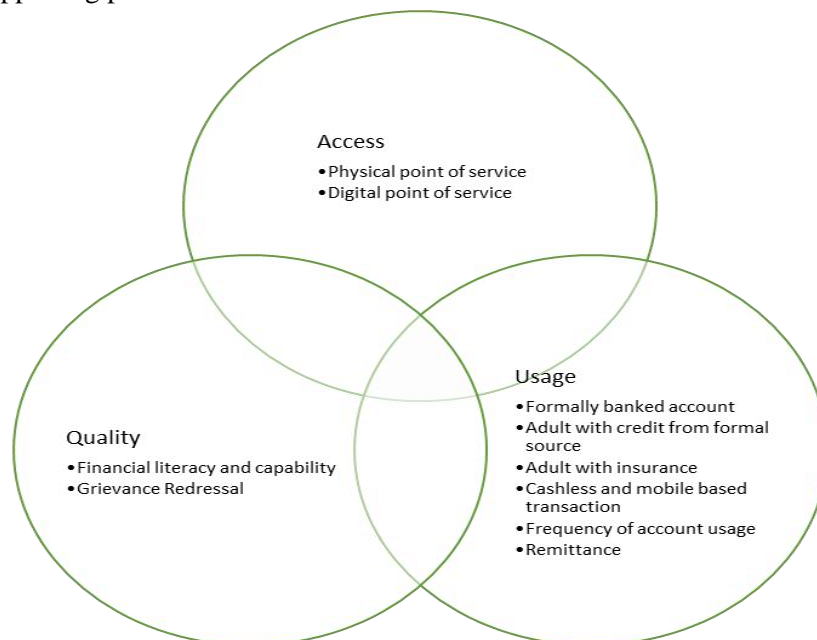 Access
•Physical point of service
•Digital point of service
Usage
•Formally banked account
•Adult with credit from formal
source
•Adult with insurance
•Cashless and mobile based
transaction
•Frequency of account usage
•Remittance
Quality
•Financial literacy and capability
•Grievance Redressal